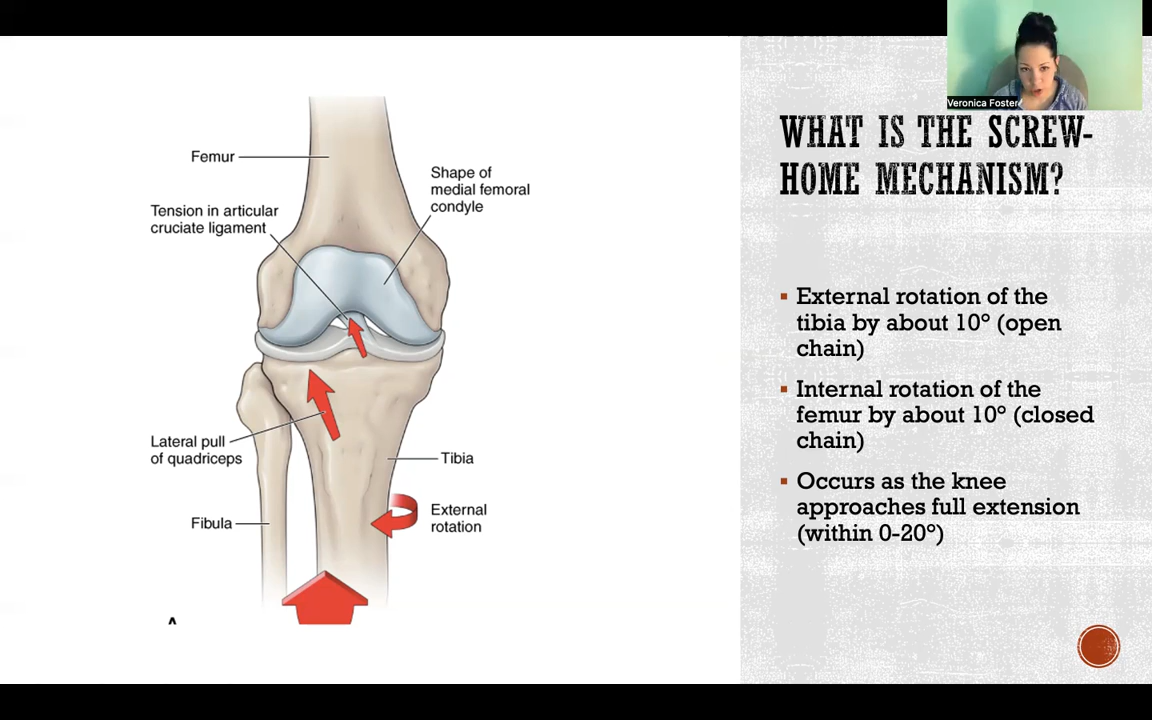 Veronica Foster
WHAT IS THE SCREW-
HOME MECHANISM?
Femur
Shape of
medial femoral
condyle
Tension in articular
cruciate ligament
Lateral pull
of quadriceps
Tibia
Fibula
External
rotation
A
▪ External rotation of the
tibia by about 10° (open
chain)
▪ Internal rotation of the
femur by about 10° (closed
chain)
▪ Occurs as the knee
approaches full extension
(within 0-20°)